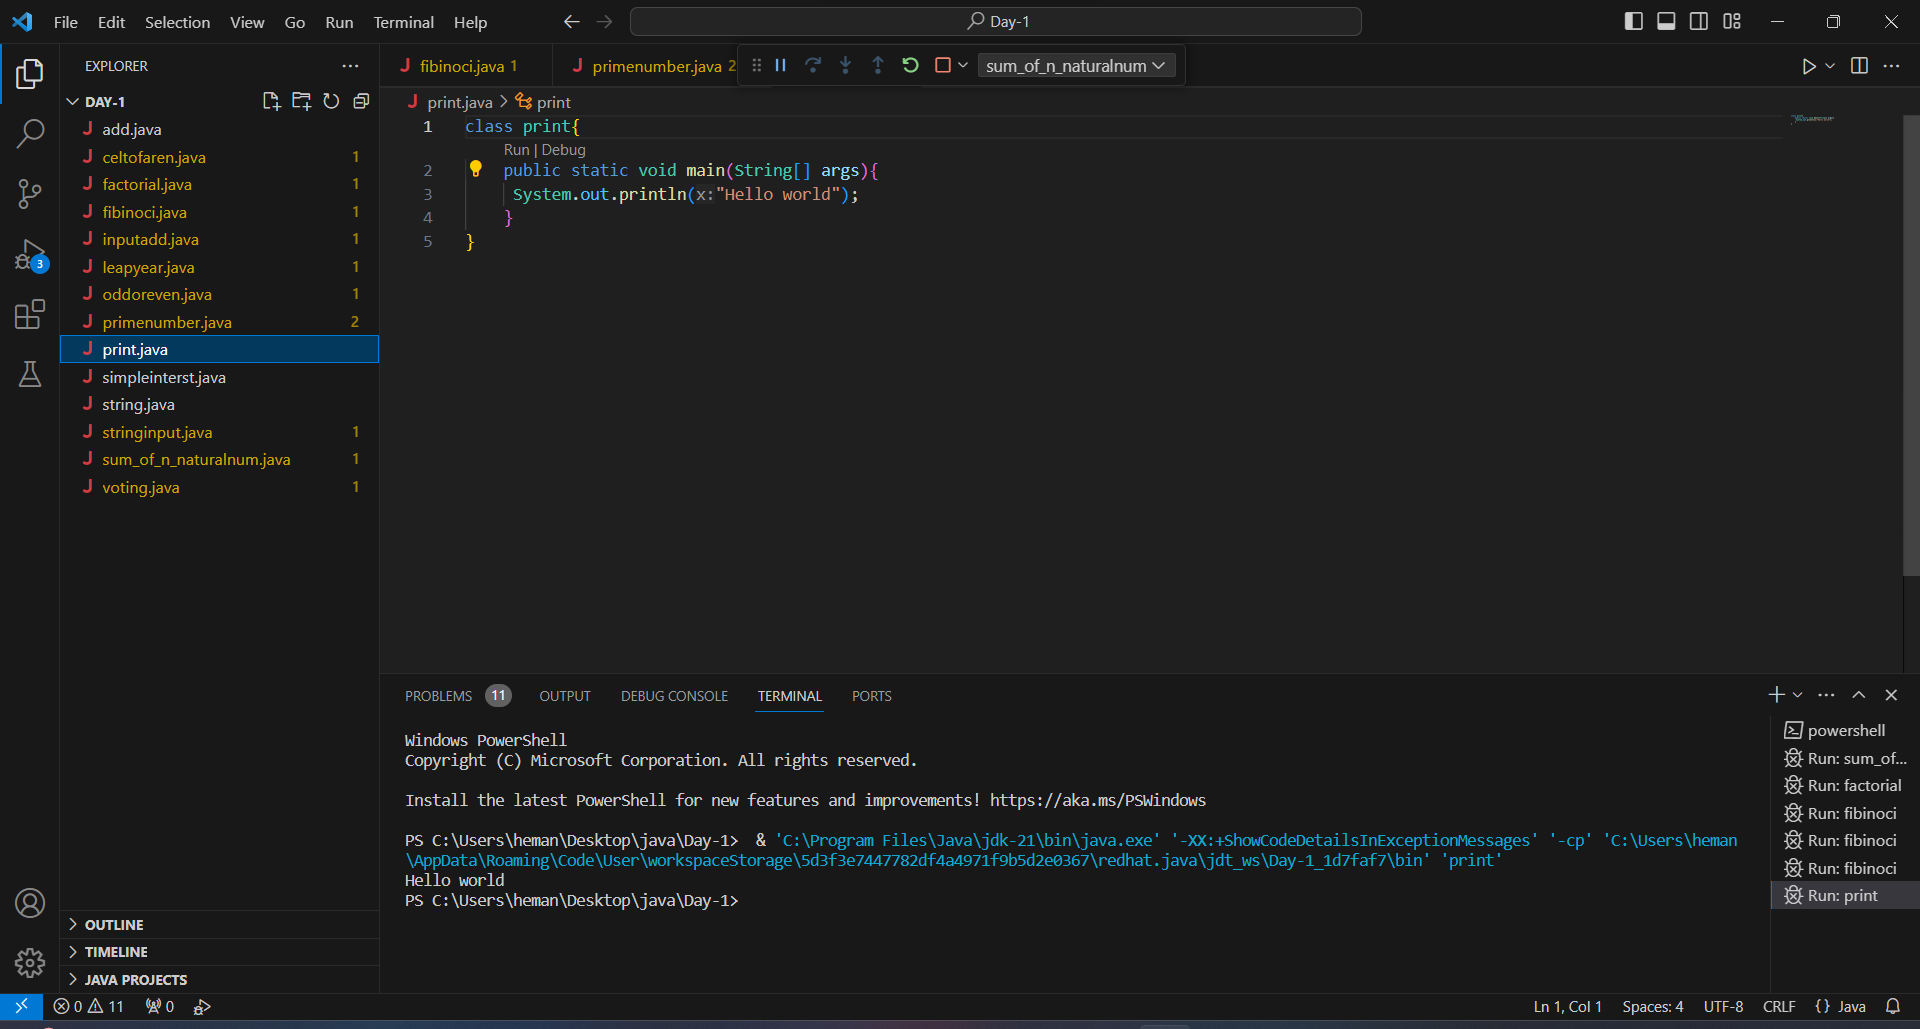 File Edit Selection View Go Run Terminal Help
Day-1
EXPLORER
DAY-1
J add.java
J celtofaren.java 1
J factorial.java 1
J fibinoci.java 1
J inputadd.java 1
J leapyear.java 1
J oddoreven.java 1
J primenumber.java 2
J print.java
J simpleinterst.java
J string.java
J stringinput.java 1
J sum_of_n_naturalnum.java 1
J voting.java 1
3
OUTLINE
TIMELINE
JAVA PROJECTS
J fibinoci.java 1
J primenumber.java 2
sum_of_n_naturalnum
J print.java > print
1 class print{
Run | Debug
2 public static void main(String[] args){
3 System.out.println(x:"Hello world");
4 }
5 }
PROBLEMS 11 OUTPUT DEBUG CONSOLE TERMINAL PORTS
Windows PowerShell
Copyright (C) Microsoft Corporation. All rights reserved.
Install the latest PowerShell for new features and improvements! https://aka.ms/PSWindows
PS C:\Users\heman\Desktop\java\Day-1>  & 'C:\Program Files\Java\jdk-21\bin\java.exe' '-XX:+ShowCodeDetailsInExceptionMessages' '-cp' 'C:\Users\heman
\AppData\Roaming\Code\User\workspaceStorage\5d3f3e7447782df4a4971f9b5d2e0367\redhat.java\jdt_ws\Day-1_1d7faf7\bin' 'print'
Hello world
PS C:\Users\heman\Desktop\java\Day-1>
powershell
Run: sum_of...
Run: factorial
Run: fibinoci
Run: fibinoci
Run: fibinoci
Run: print
0 11 0
Ln 1, Col 1 Spaces: 4 UTF-8 CRLF {} Java